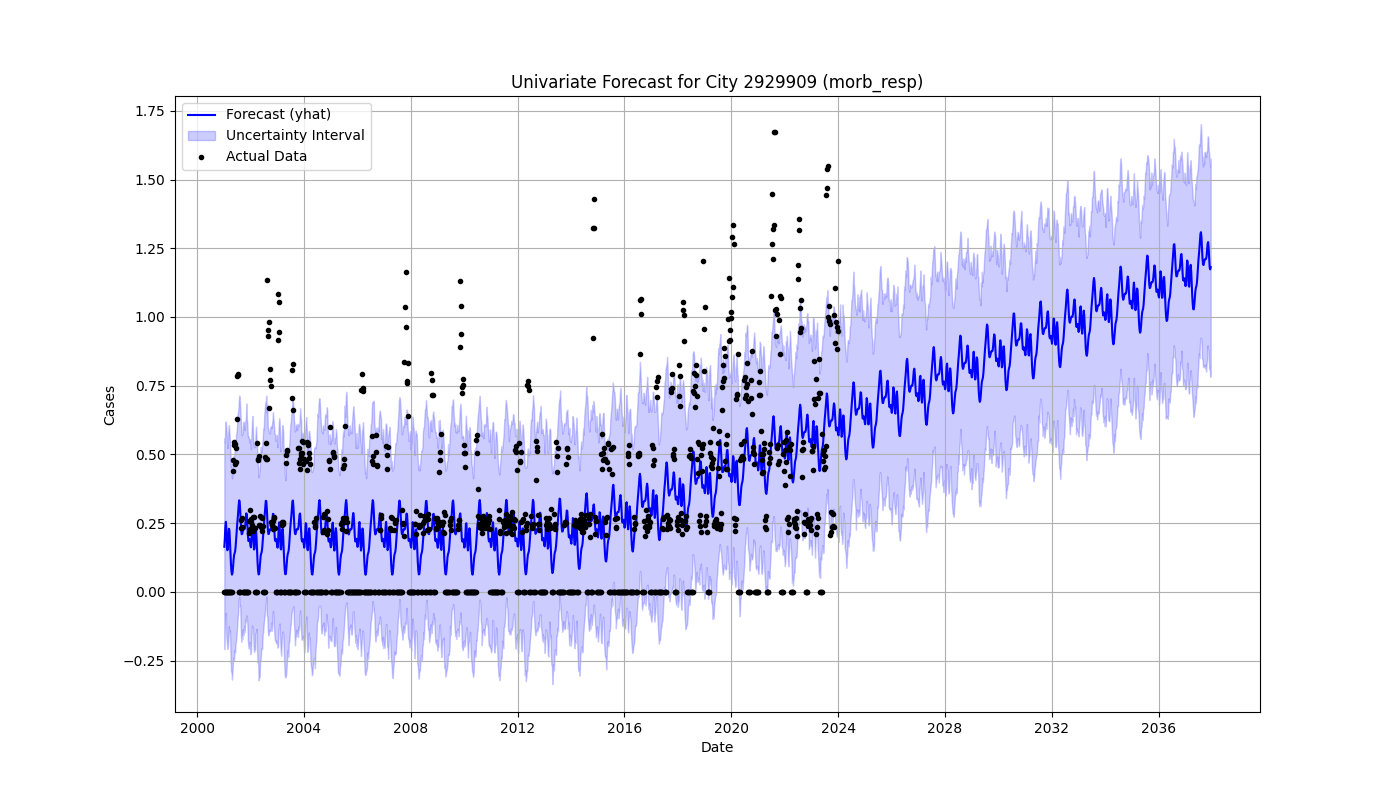 Univariate Forecast for City 2929909 (morb_resp)
Forecast (yhat)
Uncertainty Interval
Actual Data
1.75
1.50
1.25
1.00
0.75
0.50
0.25
0.00
−0.25
Cases
2000 2004 2008 2012 2016 2020 2024 2028 2032 2036
Date